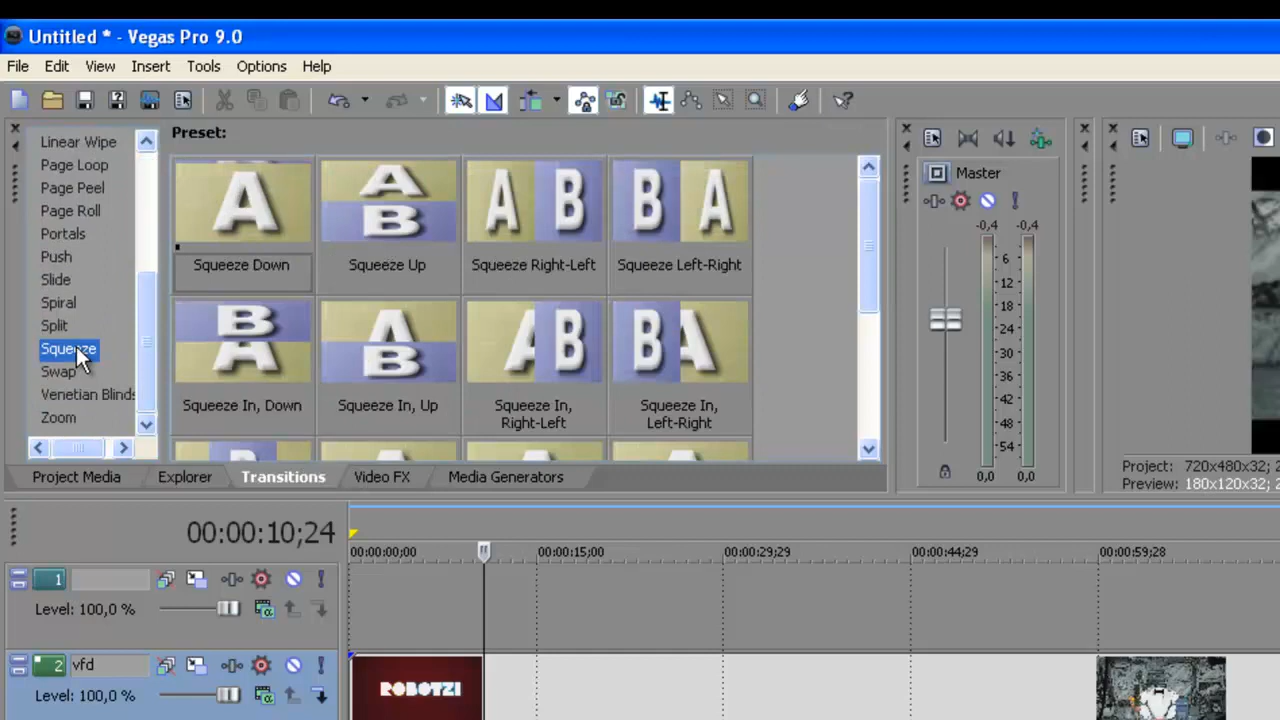 Untitled * - Vegas Pro 9.0
File Edit View Insert Tools Options Help
Linear Wipe
Page Loop
Page Peel
Page Roll
Portals
Push
Slide
Spiral
Split
Squeeze
Swap
Venetian Blinds
Zoom
Preset:
A
A B
A B
B A
Squeeze Down
Squeeze Up
Squeeze Right-Left
Squeeze Left-Right
B A
A B
A B
B A
Squeeze In, Down
Squeeze In, Up
Squeeze In,
Right-Left
Squeeze In,
Left-Right
Project Media Explorer Transitions Video FX Media Generators
Master
-0,4 -0,4
6
12
18
24
30
36
42
48
54
0,0 0,0
Project: 720x480x32; 2
Preview: 180x120x32; 2
00:00:10;24
00:00:00;00 00:00:15;00 00:00:29;29 00:00:44;29 00:00:59;28
1
Level: 100,0 %
2 vfd
Level: 100,0 %
ROBOTZI